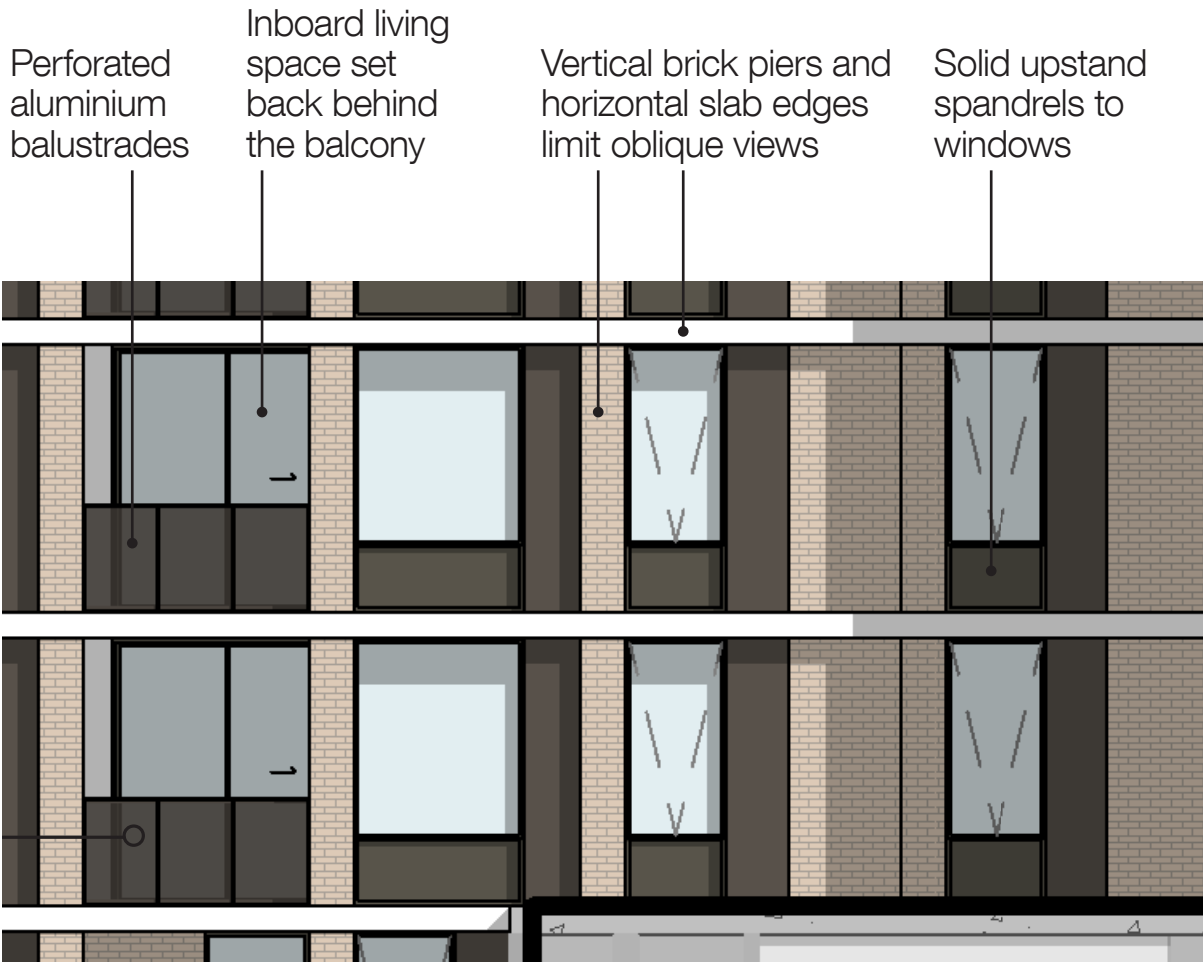 Perforated
aluminium
balustrades
Inboard living
space set
back behind
the balcony
Vertical brick piers and
horizontal slab edges
limit oblique views
Solid upstand
spandrels to
windows